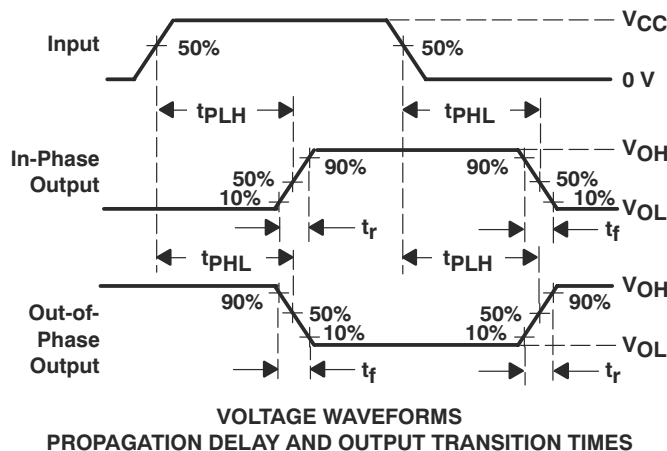 VCC
Input
50%
50%
0 V
tPLH
tPHL
VOH
In-Phase
Output
90%
90%
50%
50%
10%
10%
VOL
tr
tf
tPHL
tPLH
VOH
90%
90%
Out-of-
Phase
Output
50%
50%
10%
10%
VOL
tf
tr
VOLTAGE WAVEFORMS
PROPAGATION DELAY AND OUTPUT TRANSITION TIMES